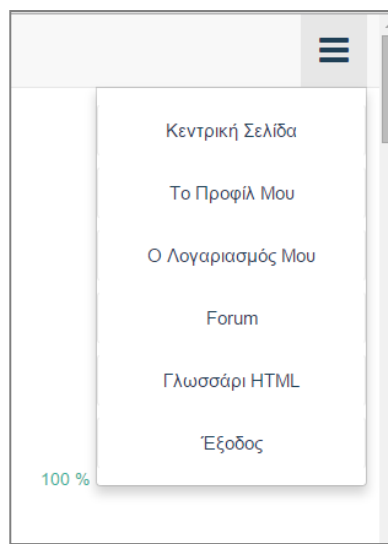 Κεντρική Σελίδα
Το Προφίλ Μου
Ο Λογαριασμός Μου
Forum
Γλωσσάρι HTML
Έξοδος
100 %